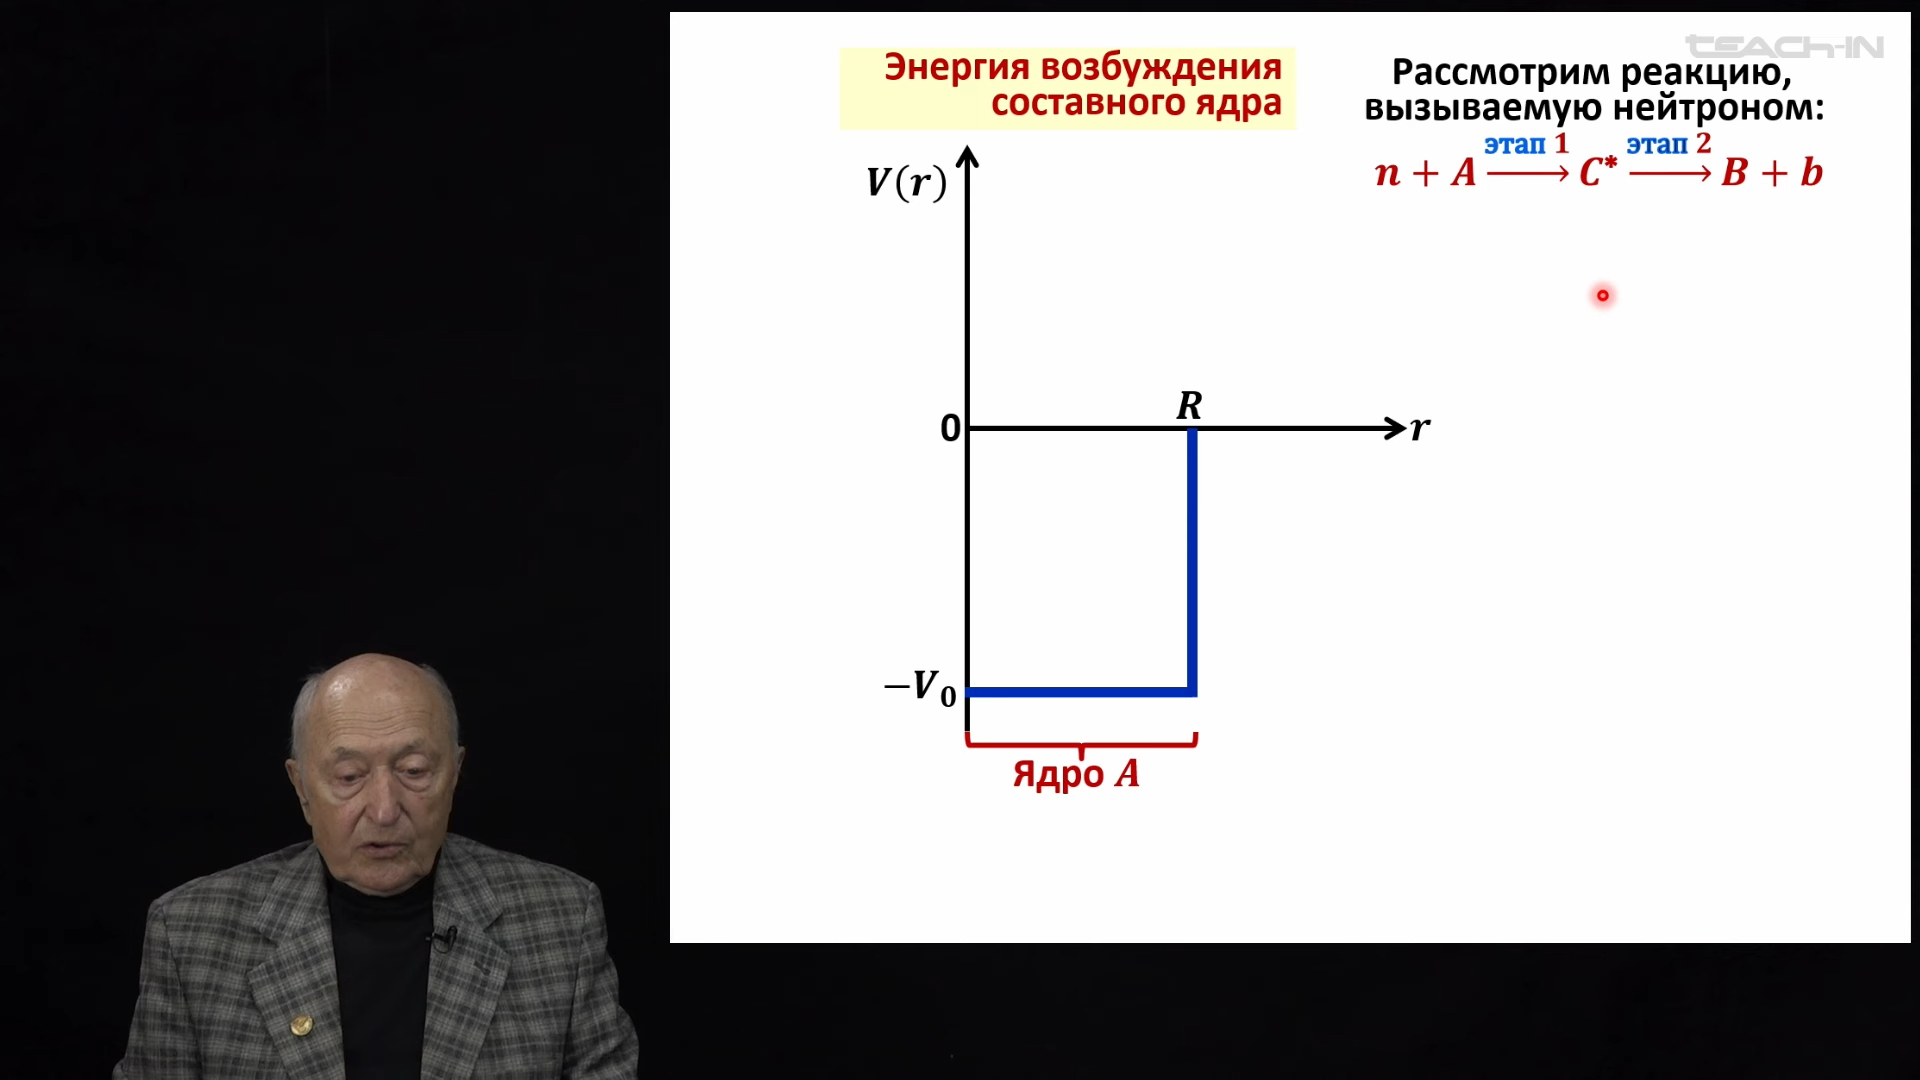 Энергия возбуждения
составного ядра
TEACH-IN
Рассмотрим реакцию,
вызываемую нейтроном:
этап 1 этап 2
n + A ⟶ C* ⟶ B + b
V(r)
R
0
r
−V₀
Ядро A